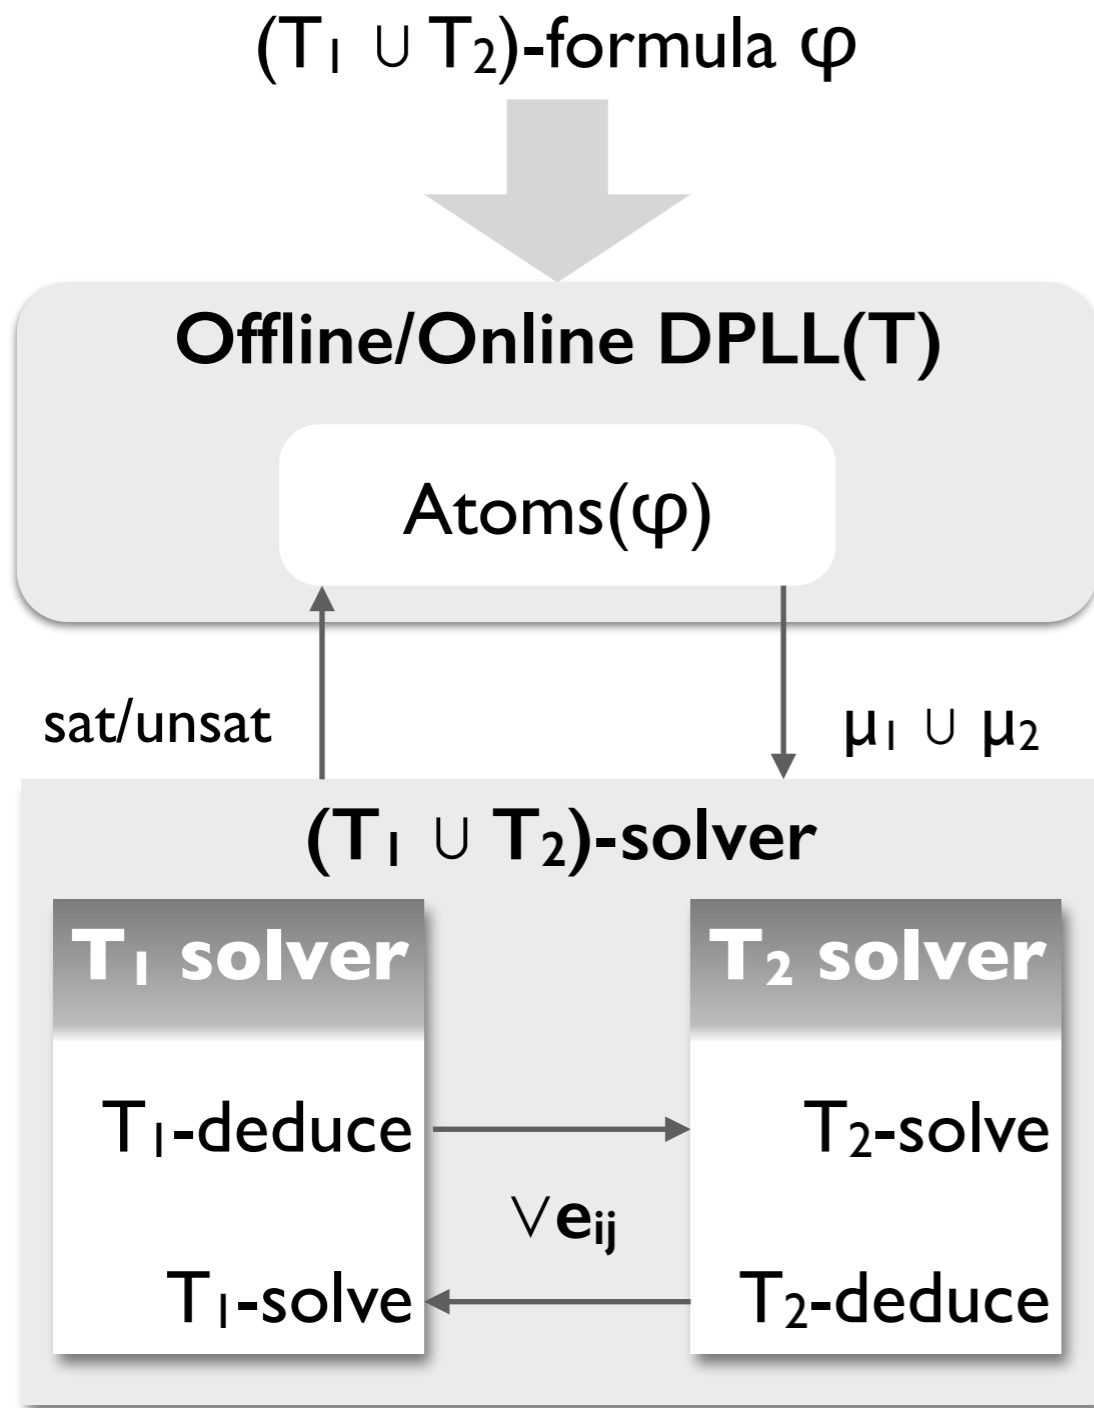 (T₁ ∪ T₂)-formula φ
Offline/Online DPLL(T)
Atoms(φ)
sat/unsat
μ₁ ∪ μ₂
(T₁ ∪ T₂)-solver
T₁ solver
T₂ solver
T₁-deduce
T₂-solve
∨eᵢⱼ
T₁-solve
T₂-deduce